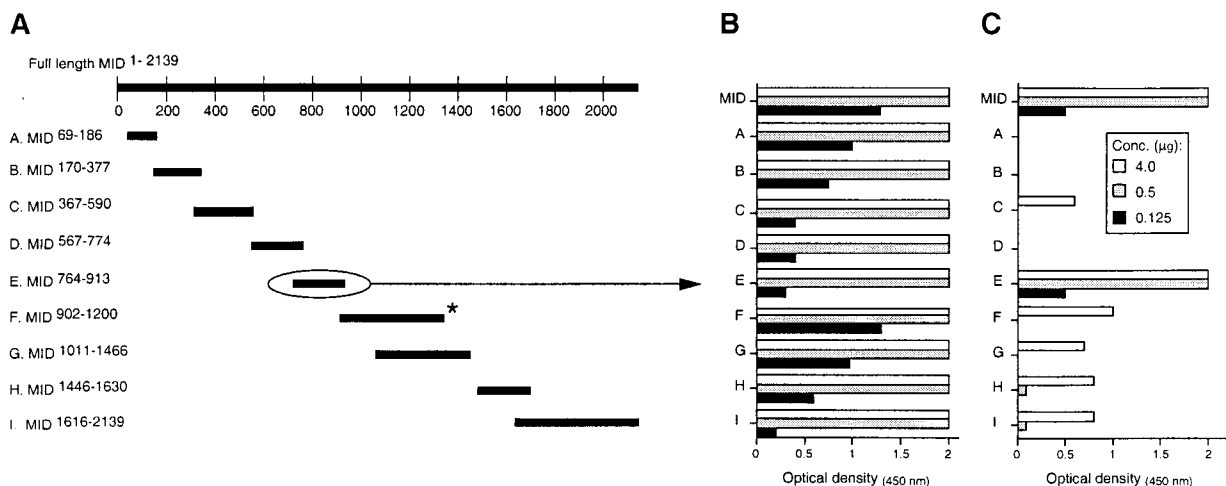 A
Full length MID 1- 2139
0 200 400 600 800 1000 1200 1400 1600 1800 2000
A. MID 69-186
B. MID 170-377
C. MID 367-590
D. MID 567-774
E. MID 764-913
F. MID 902-1200
*
G. MID 1011-1466
H. MID 1446-1630
I. MID 1616-2139
B
MID
A
B
C
D
E
F
G
H
I
0 0.5 1 1.5 2
Optical density (450 nm)
C
MID
A
B
C
D
E
F
G
H
I
Conc. (µg):
4.0
0.5
0.125
0 0.5 1 1.5 2
Optical density (450 nm)